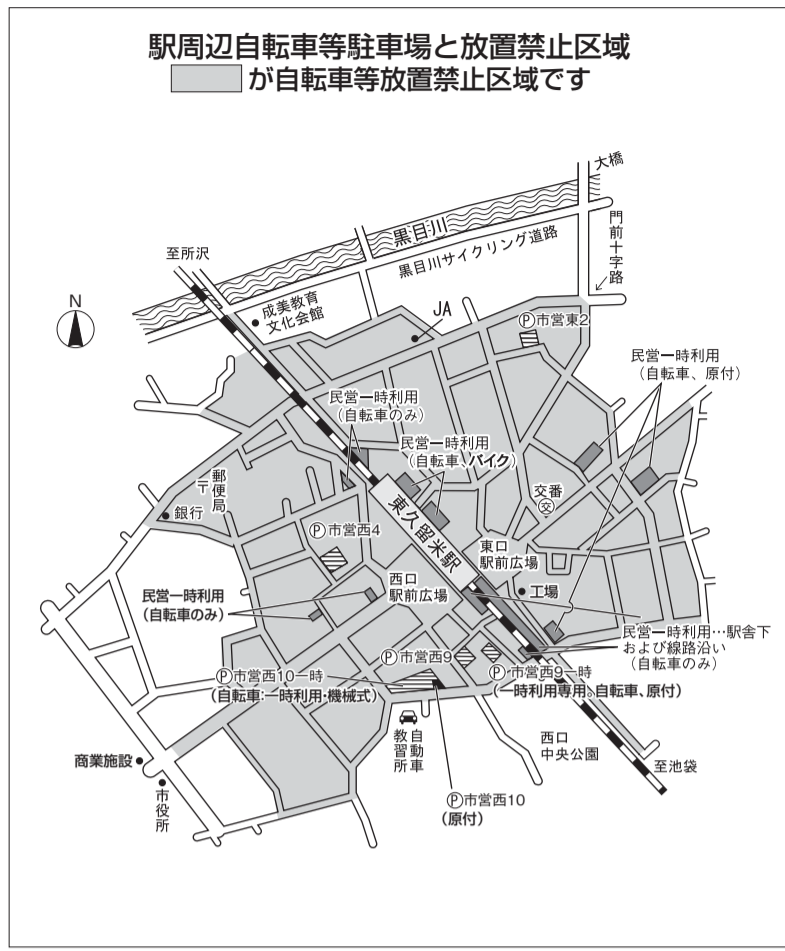 駅周辺自転車等駐車場と放置禁止区域
が自転車等放置禁止区域です
大橋
黒目川
門前十字路
至所沢
黒目川サイクリング道路
N
成美教育
文化会館
JA
Ⓟ市営東2
民営一時利用
（自転車、原付）
民営一時利用
（自転車のみ）
民営一時利用
（自転車、バイク）
〒郵便局
交番
交
銀行
Ⓟ市営西4
東久留米駅
東口
駅前広場
西口
駅前広場
工場
民営一時利用
（自転車のみ）
民営一時利用…駅舎下
および線路沿い
（自転車のみ）
Ⓟ市営西9
Ⓟ市営西10一時
（自転車：一時利用・機械式）
Ⓟ市営西9一時
（一時利用専用。自転車、原付）
自動車
教習所
西口
中央公園
商業施設
市役所
至池袋
Ⓟ市営西10
（原付）